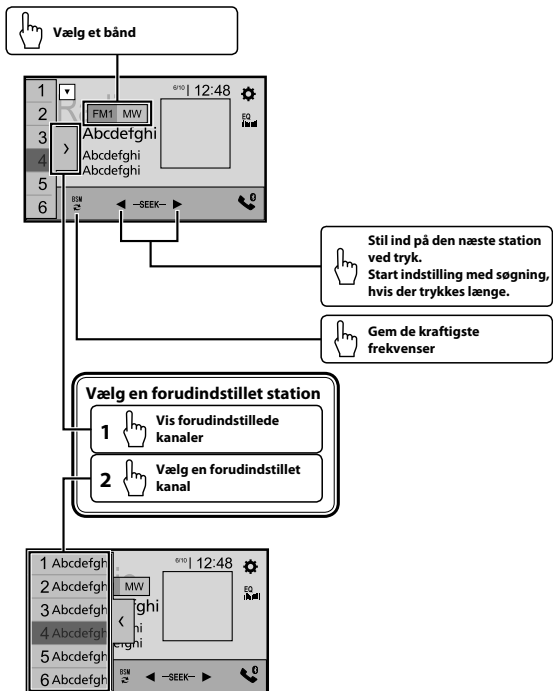 Vælg et bånd
1
2
3
4
5
6
6/10 | 12:48
FM1 MW
EQ
Abcdefghi
Abcdefghi
Abcdefghi
BSM
–SEEK–
Stil ind på den næste station
ved tryk.
Start indstilling med søgning,
hvis der trykkes længe.
Gem de kraftigste
frekvenser
Vælg en forudindstillet station
1 Vis forudindstillede
kanaler
2 Vælg en forudindstillet
kanal
1 Abcdefgh
2 Abcdefgh
3 Abcdefgh
4 Abcdefgh
5 Abcdefgh
6 Abcdefgh
6/10 | 12:48
MW
EQ
ghi
hi
efghi
BSM
–SEEK–